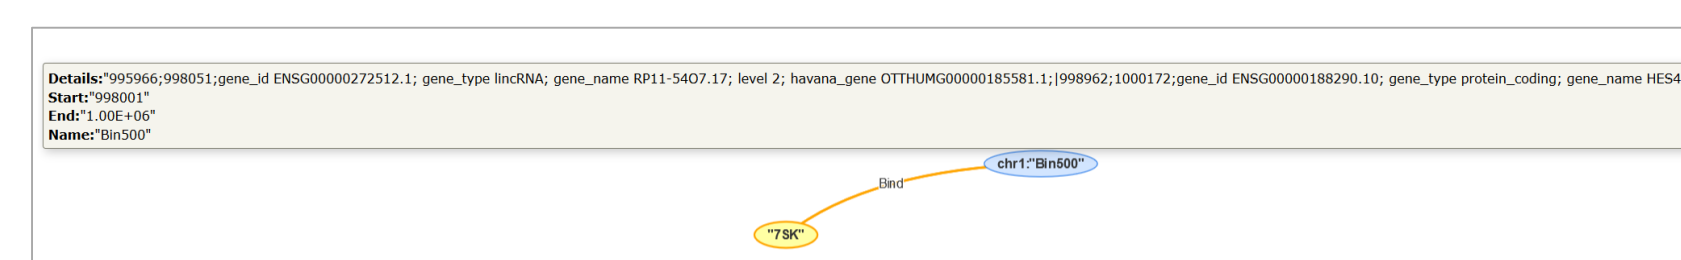 Details:"995966;998051;gene_id ENSG00000272512.1; gene_type lincRNA; gene_name RP11-54O7.17; level 2; havana_gene OTTHUMG00000185581.1;|998962;1000172;gene_id ENSG00000188290.10; gene_type protein_coding; gene_name HES4
Start:"998001"
End:"1.00E+06"
Name:"Bin500"
chr1:"Bin500"
Bind
"7SK"